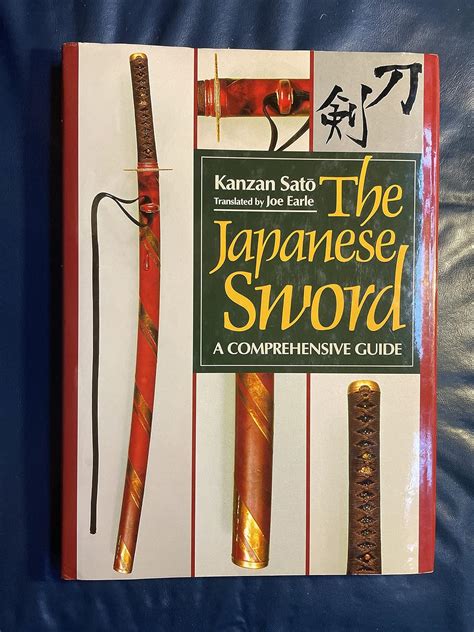 刀
剣
Kanzan Satō
Translated by Joe Earle
The
Japanese
Sword
A COMPREHENSIVE GUIDE